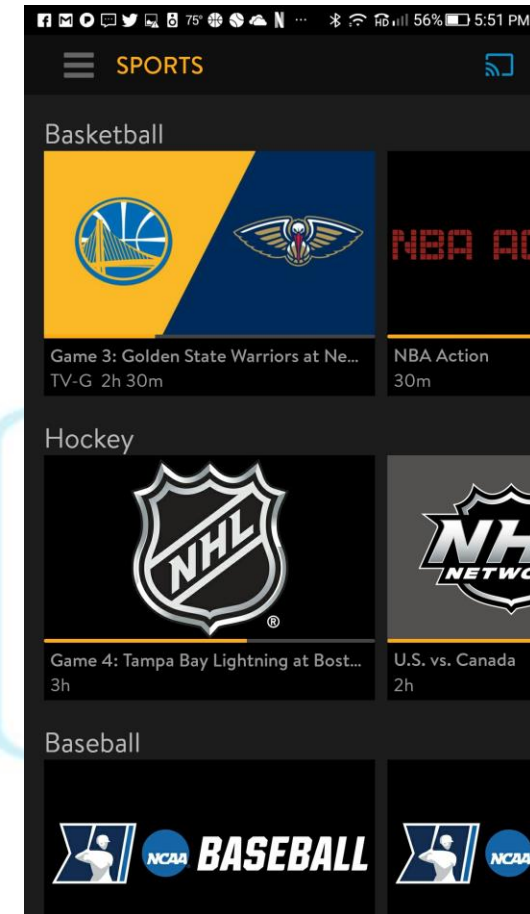 75° 56% 5:51 PM
SPORTS
Basketball
NBA AC
Game 3: Golden State Warriors at Ne...
TV-G 2h 30m
NBA Action
30m
Hockey
NHL
®
NH
NETWO
Game 4: Tampa Bay Lightning at Bost...
3h
U.S. vs. Canada
2h
Baseball
NCAA BASEBALL
NCAA